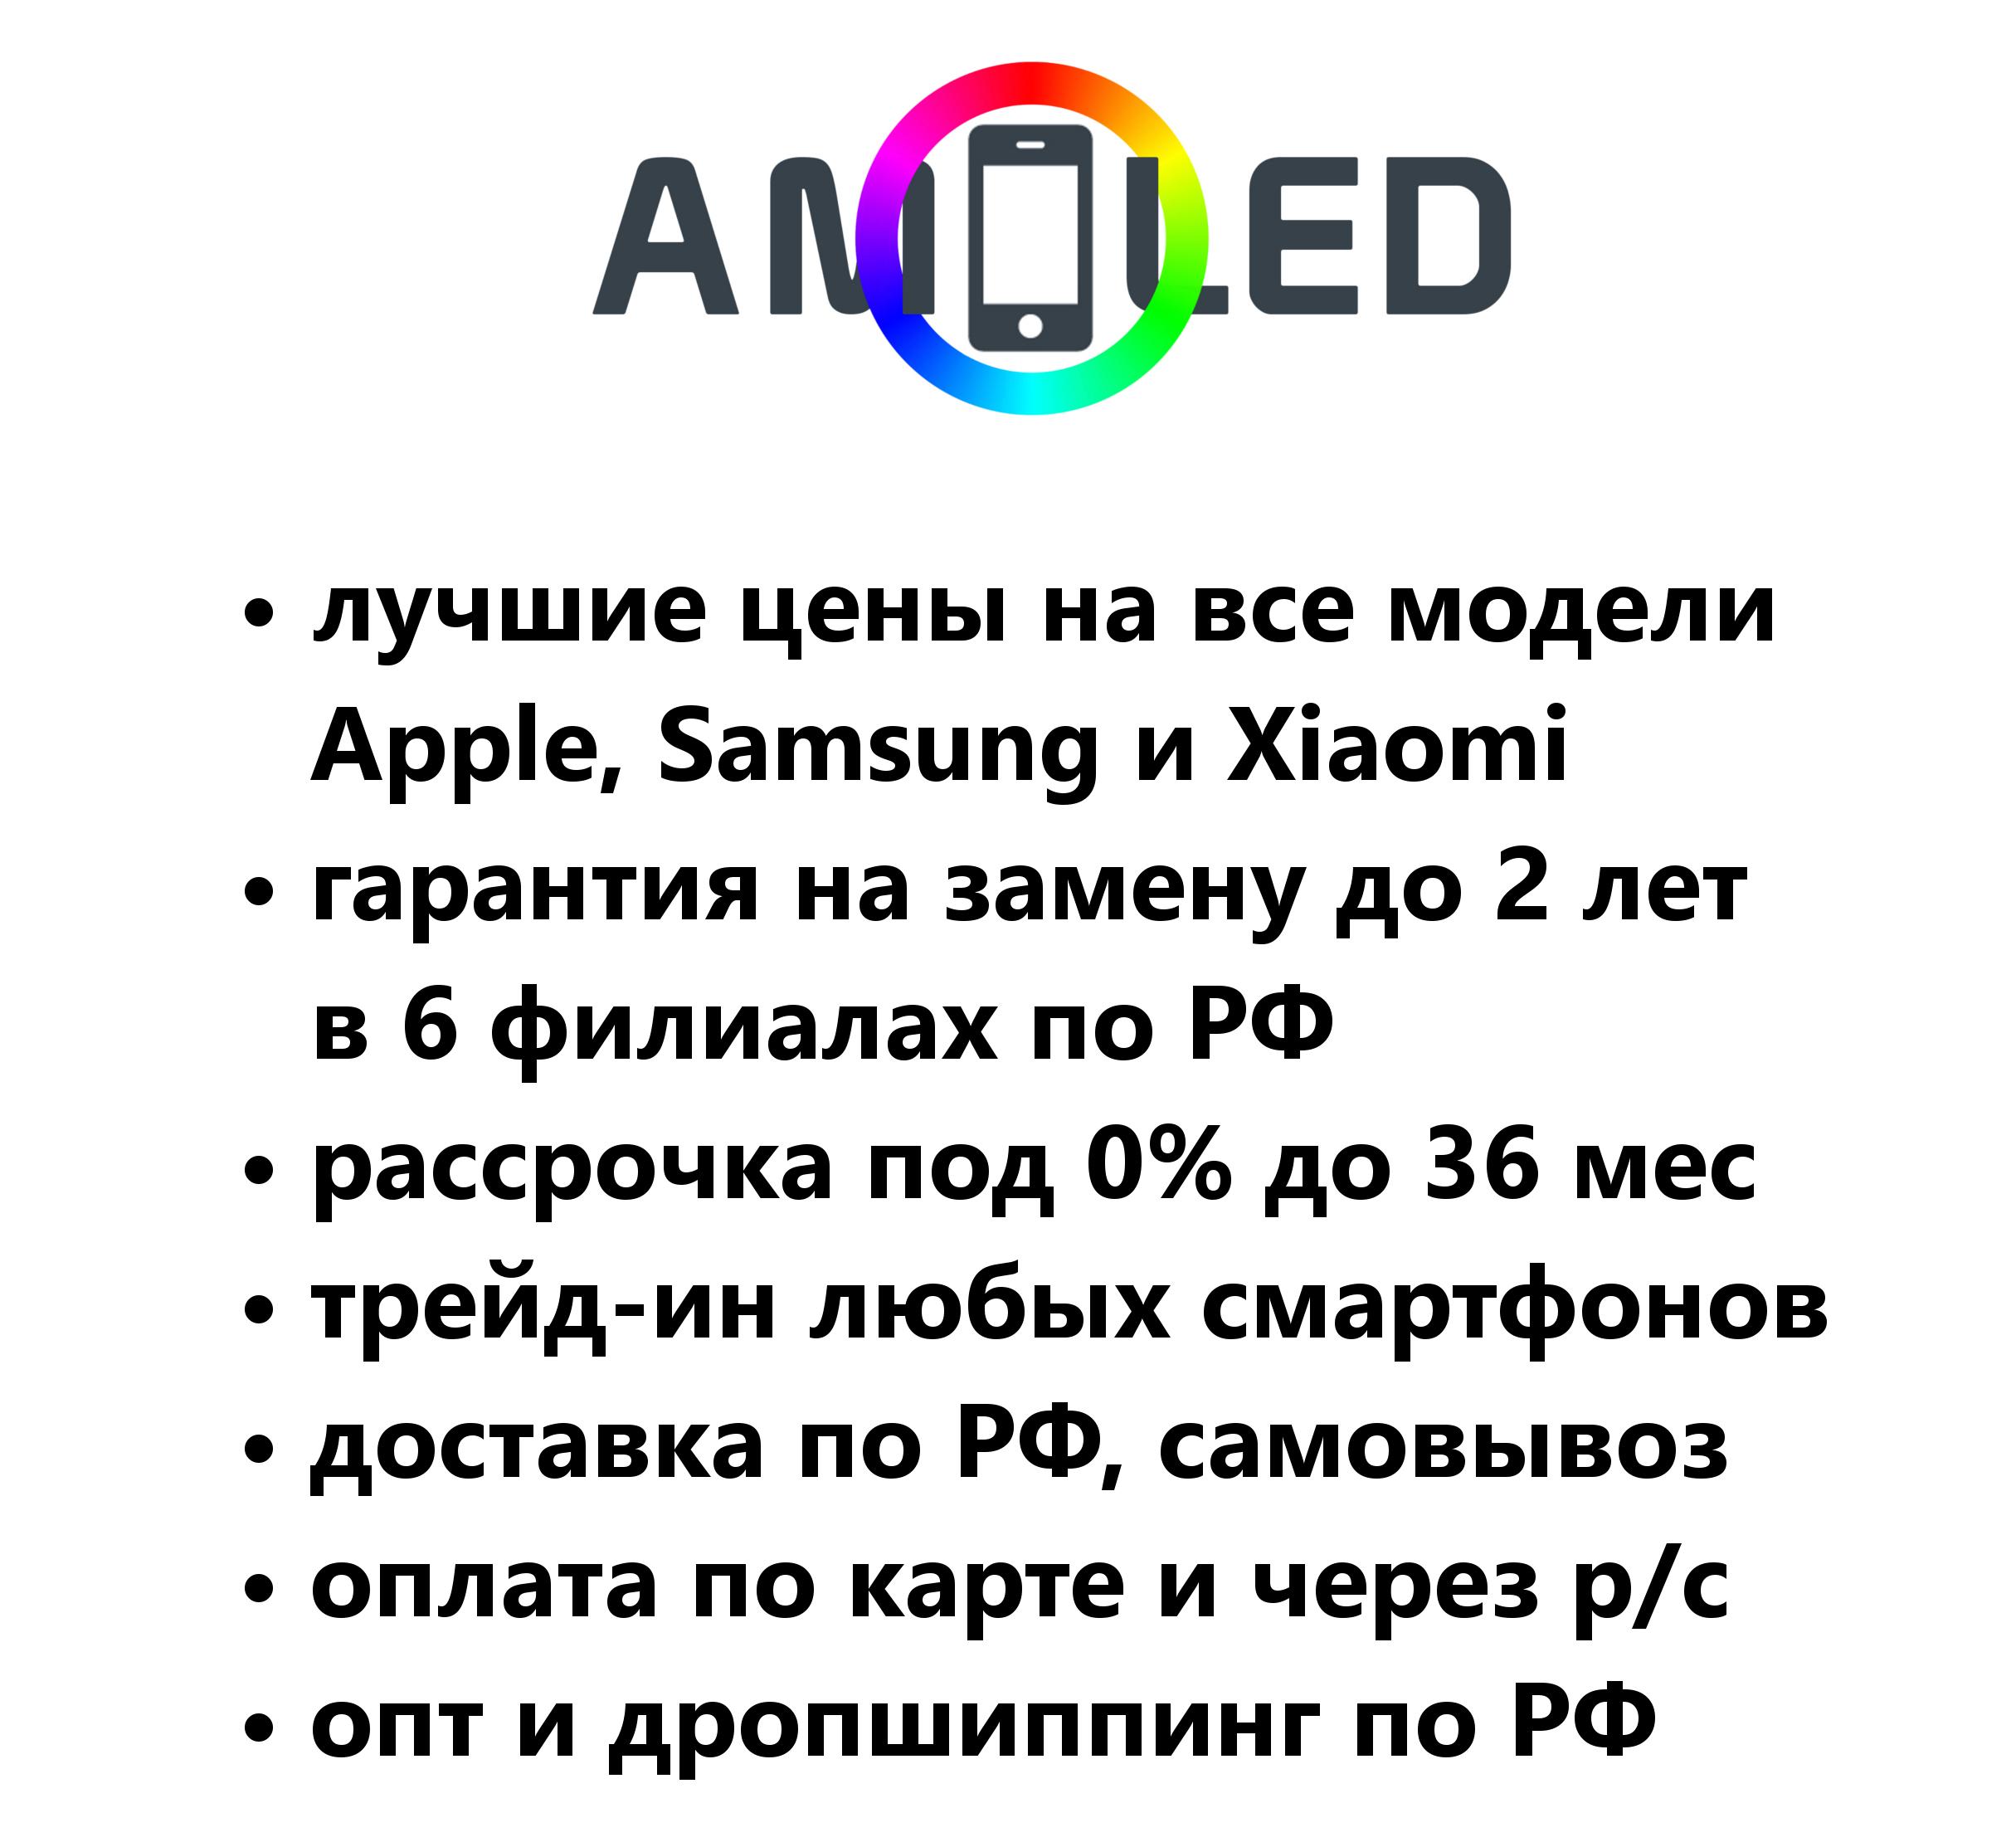 AMOLED
• лучшие цены на все модели
Apple, Samsung и Xiaomi
• гарантия на замену до 2 лет
в 6 филиалах по РФ
• рассрочка под 0% до 36 мес
• трейд-ин любых смартфонов
• доставка по РФ, самовывоз
• оплата по карте и через р/с
• опт и дропшиппинг по РФ